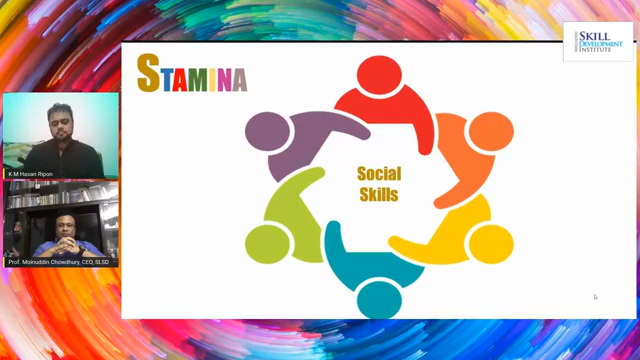 STAMINA
SKILL
DEVELOPMENT
INSTITUTE
K M Hasan Ripon
Social
Skills
Prof. Moinuddin Chowdhury, CEO, SLSD